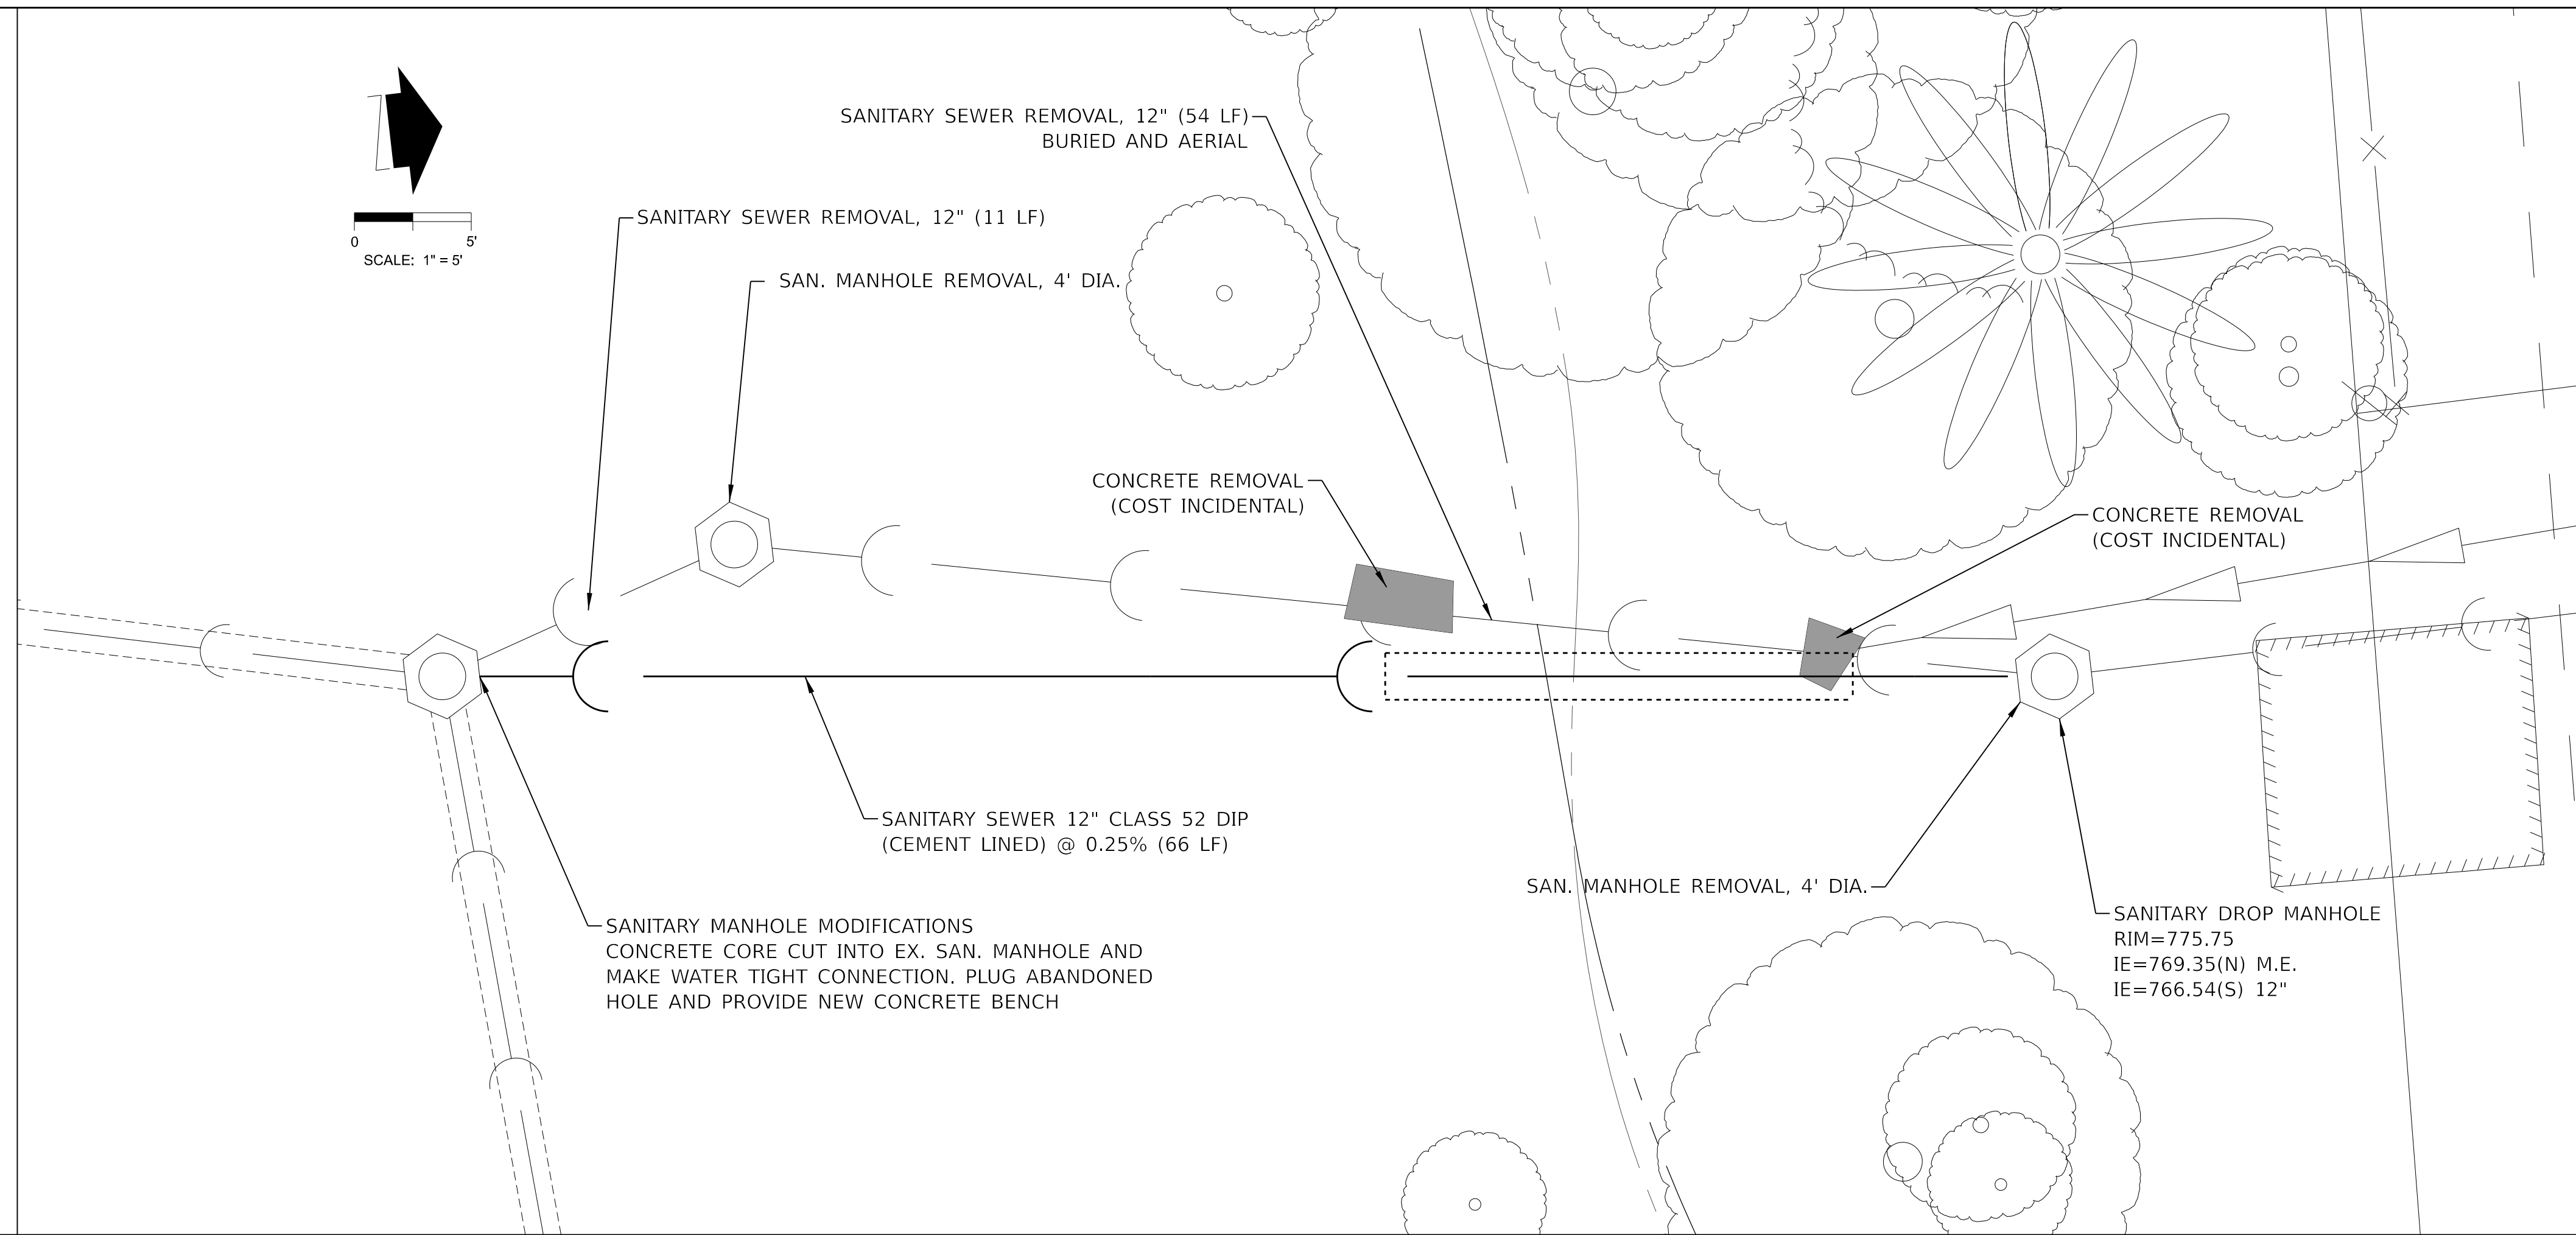 SANITARY SEWER REMOVAL, 12" (54 LF)
BURIED AND AERIAL
SANITARY SEWER REMOVAL, 12" (11 LF)
0
5'
SCALE: 1" = 5'
SAN. MANHOLE REMOVAL, 4' DIA.
CONCRETE REMOVAL
(COST INCIDENTAL)
CONCRETE REMOVAL
(COST INCIDENTAL)
SANITARY SEWER 12" CLASS 52 DIP
(CEMENT LINED) @ 0.25% (66 LF)
SAN. MANHOLE REMOVAL, 4' DIA.
SANITARY MANHOLE MODIFICATIONS
CONCRETE CORE CUT INTO EX. SAN. MANHOLE AND
MAKE WATER TIGHT CONNECTION. PLUG ABANDONED
HOLE AND PROVIDE NEW CONCRETE BENCH
SANITARY DROP MANHOLE
RIM=775.75
IE=769.35(N) M.E.
IE=766.54(S) 12"